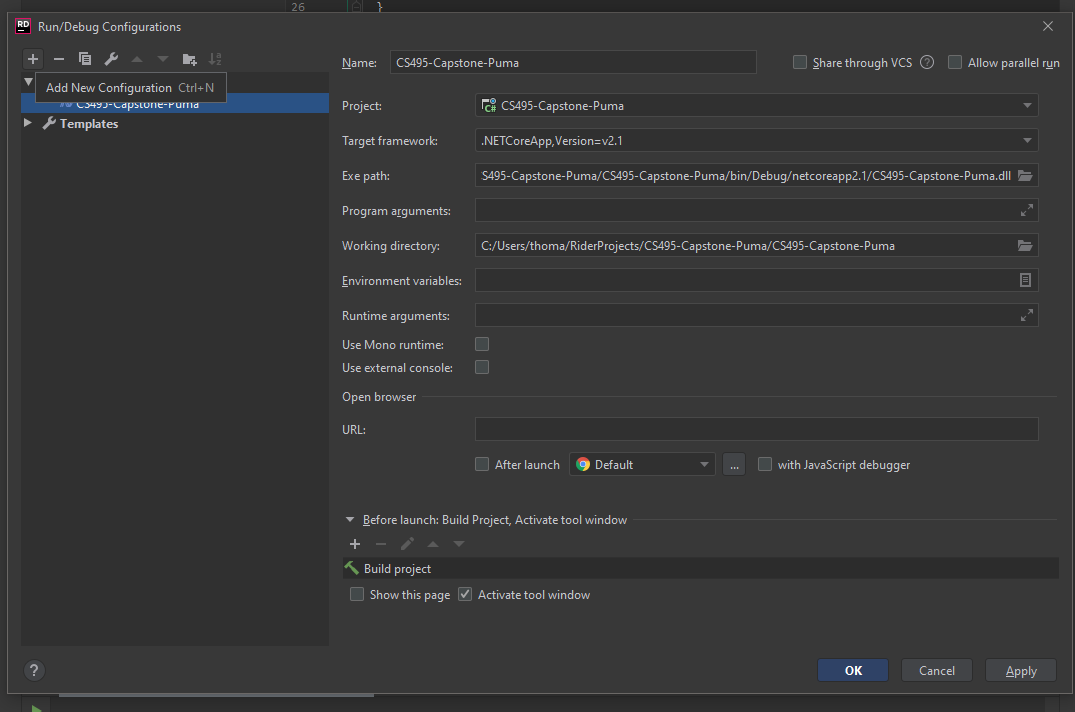 26 }
RD Run/Debug Configurations
Add New Configuration Ctrl+N
CS495-Capstone-Puma
Templates
Name: CS495-Capstone-Puma Share through VCS ? Allow parallel run
Project: C# CS495-Capstone-Puma
Target framework: .NETCoreApp,Version=v2.1
Exe path: S495-Capstone-Puma/CS495-Capstone-Puma/bin/Debug/netcoreapp2.1/CS495-Capstone-Puma.dll
Program arguments:
Working directory: C:/Users/thoma/RiderProjects/CS495-Capstone-Puma/CS495-Capstone-Puma
Environment variables:
Runtime arguments:
Use Mono runtime:
Use external console:
Open browser
URL:
After launch Default ... with JavaScript debugger
Before launch: Build Project, Activate tool window
Build project
Show this page Activate tool window
? OK Cancel Apply